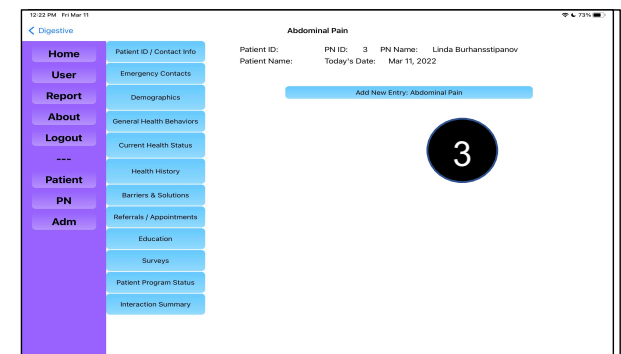 12:22 PM Fri Mar 11
73%
Digestive
Abdominal Pain
Home
User
Report
About
Logout
---
Patient
PN
Adm
Patient ID / Contact Info
Emergency Contacts
Demographics
General Health Behaviors
Current Health Status
Health History
Barriers & Solutions
Referrals / Appointments
Education
Surveys
Patient Program Status
Interaction Summary
Patient ID: PN ID: 3 PN Name: Linda Burhansstipanov
Patient Name: Today's Date: Mar 11, 2022
Add New Entry: Abdominal Pain
3